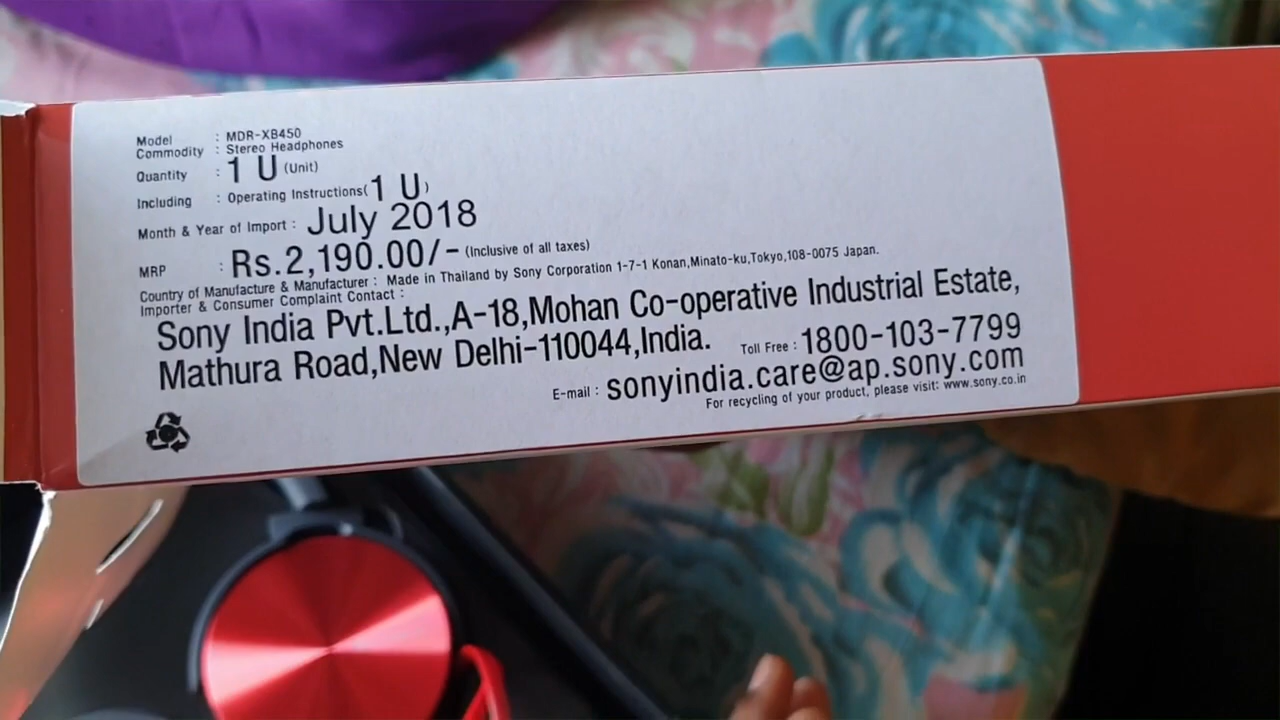 Model : MDR-XB450
Commodity : Stereo Headphones
Quantity : 1 U (Unit)
Including : Operating Instructions(1 U)
Month & Year of Import : July 2018
MRP : Rs.2,190.00/- (Inclusive of all taxes)
Country of Manufacture & Manufacturer : Made in Thailand by Sony Corporation 1-7-1 Konan,Minato-ku,Tokyo,108-0075 Japan.
Importer & Consumer Complaint Contact :
Sony India Pvt.Ltd.,A-18,Mohan Co-operative Industrial Estate,
Mathura Road,New Delhi-110044,India. Toll Free : 1800-103-7799
E-mail : sonyindia.care@ap.sony.com
For recycling of your product, please visit: www.sony.co.in